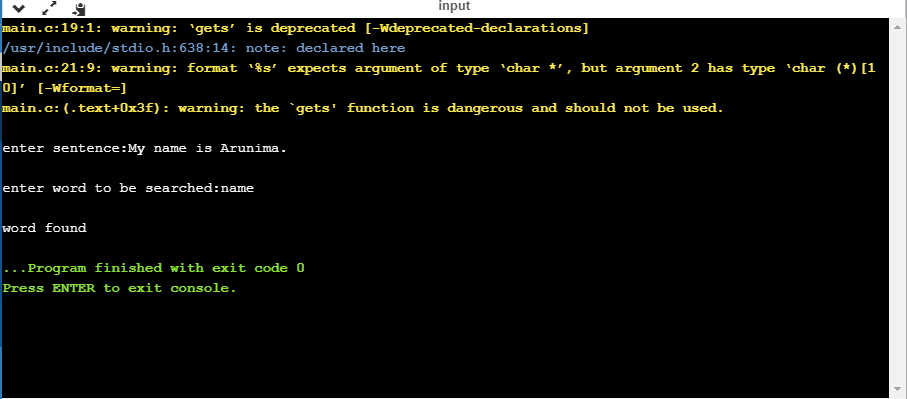 input
main.c:19:1: warning: ‘gets’ is deprecated [-Wdeprecated-declarations]
/usr/include/stdio.h:638:14: note: declared here
main.c:21:9: warning: format ‘%s’ expects argument of type ‘char *’, but argument 2 has type ‘char (*)[1
0]’ [-Wformat=]
main.c:(.text+0x3f): warning: the `gets' function is dangerous and should not be used.
enter sentence:My name is Arunima.
enter word to be searched:name
word found
...Program finished with exit code 0
Press ENTER to exit console.